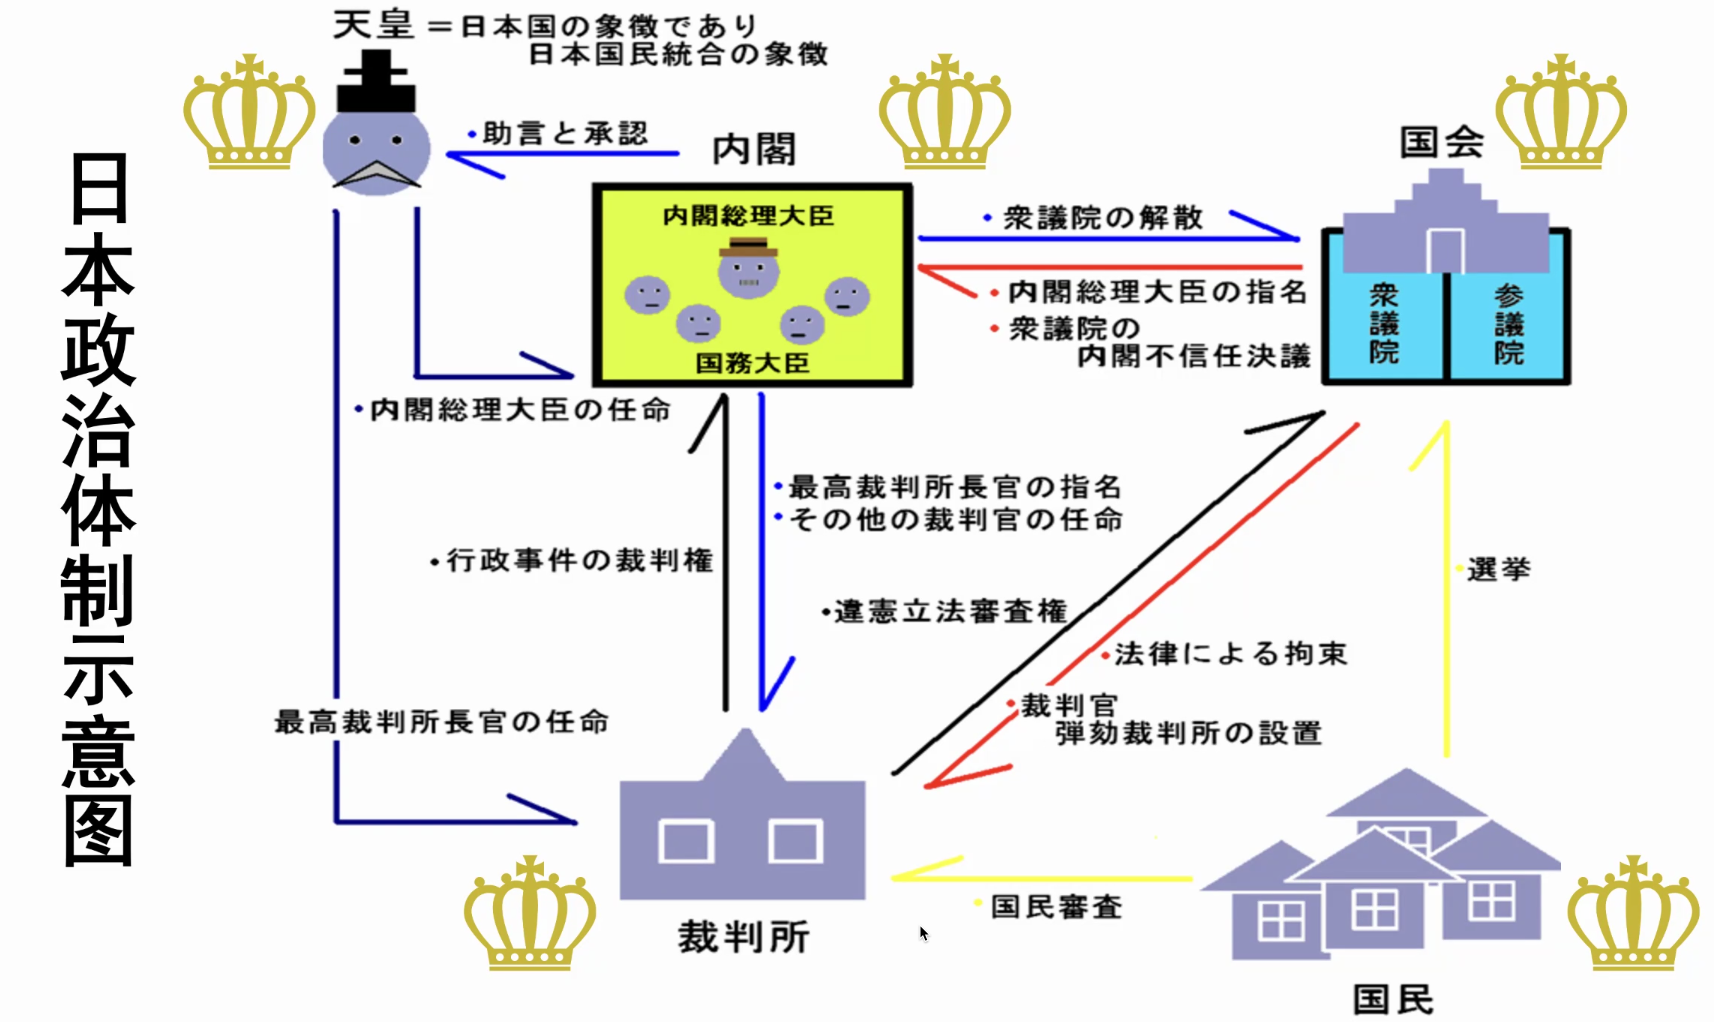 日本政治体制示意图
天皇＝日本国の象徴であり
日本国民統合の象徴
・助言と承認
内閣
国会
内閣総理大臣
国務大臣
・衆議院の解散
・内閣総理大臣の指名
・衆議院の
内閣不信任決議
衆議院
参議院
・内閣総理大臣の任命
・最高裁判所長官の指名
・その他の裁判官の任命
・行政事件の裁判権
・違憲立法審査権
・選挙
・法律による拘束
・裁判官
弾劾裁判所の設置
最高裁判所長官の任命
・国民審査
裁判所
国民